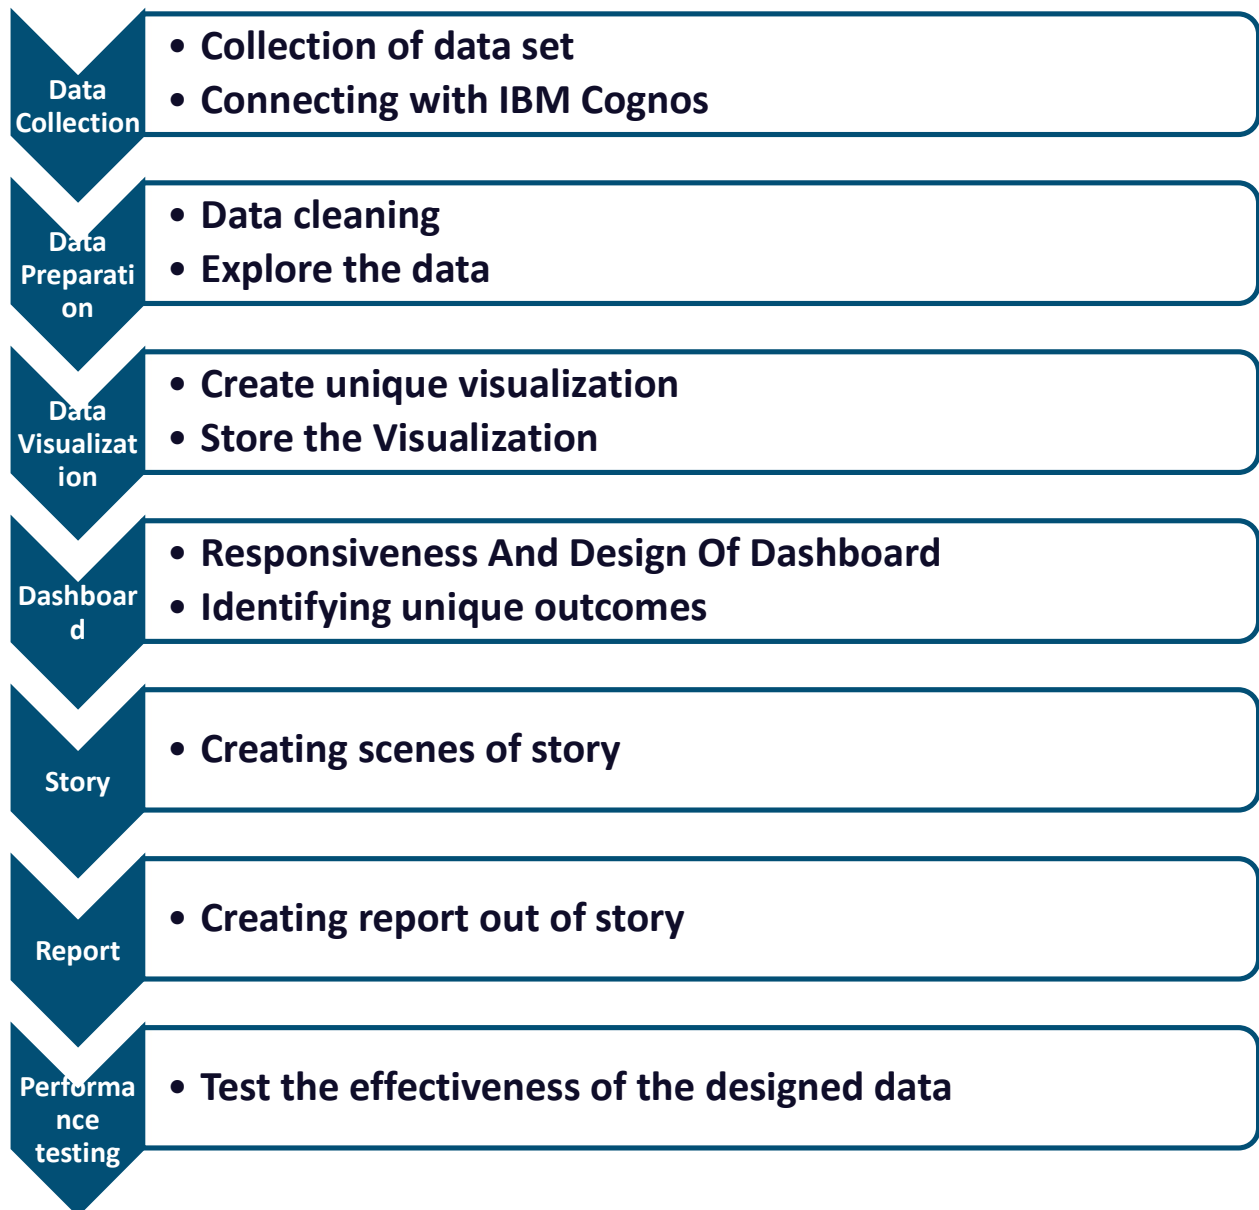 Data
Collection
• Collection of data set
• Connecting with IBM Cognos
Data
Preparati
on
• Data cleaning
• Explore the data
Data
Visualizat
ion
• Create unique visualization
• Store the Visualization
Dashboar
d
• Responsiveness And Design Of Dashboard
• Identifying unique outcomes
Story
• Creating scenes of story
Report
• Creating report out of story
Performa
nce
testing
• Test the effectiveness of the designed data